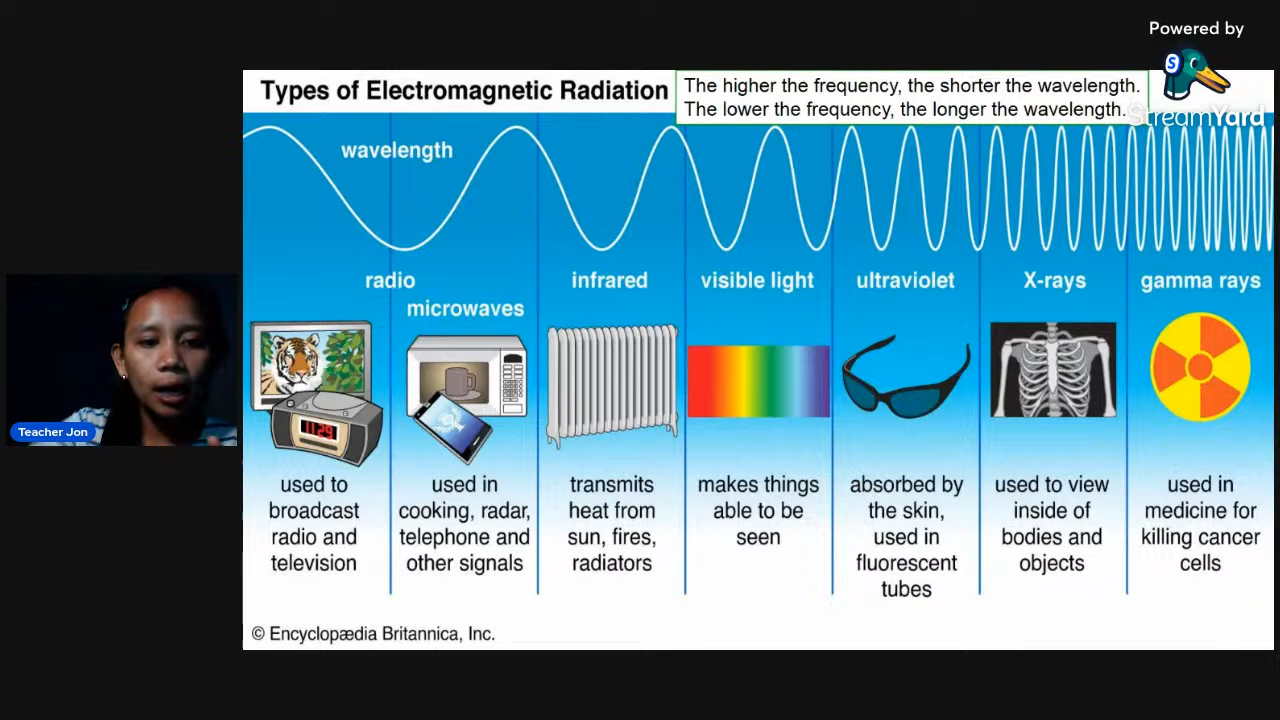 Powered by
StreamYard
Types of Electromagnetic Radiation
The higher the frequency, the shorter the wavelength.
The lower the frequency, the longer the wavelength.
wavelength
radio
microwaves
infrared
visible light
ultraviolet
X-rays
gamma rays
11:29
used to
broadcast
radio and
television
used in
cooking, radar,
telephone and
other signals
transmits
heat from
sun, fires,
radiators
makes things
able to be
seen
absorbed by
the skin,
used in
fluorescent
tubes
used to view
inside of
bodies and
objects
used in
medicine for
killing cancer
cells
© Encyclopædia Britannica, Inc.
Teacher Jon